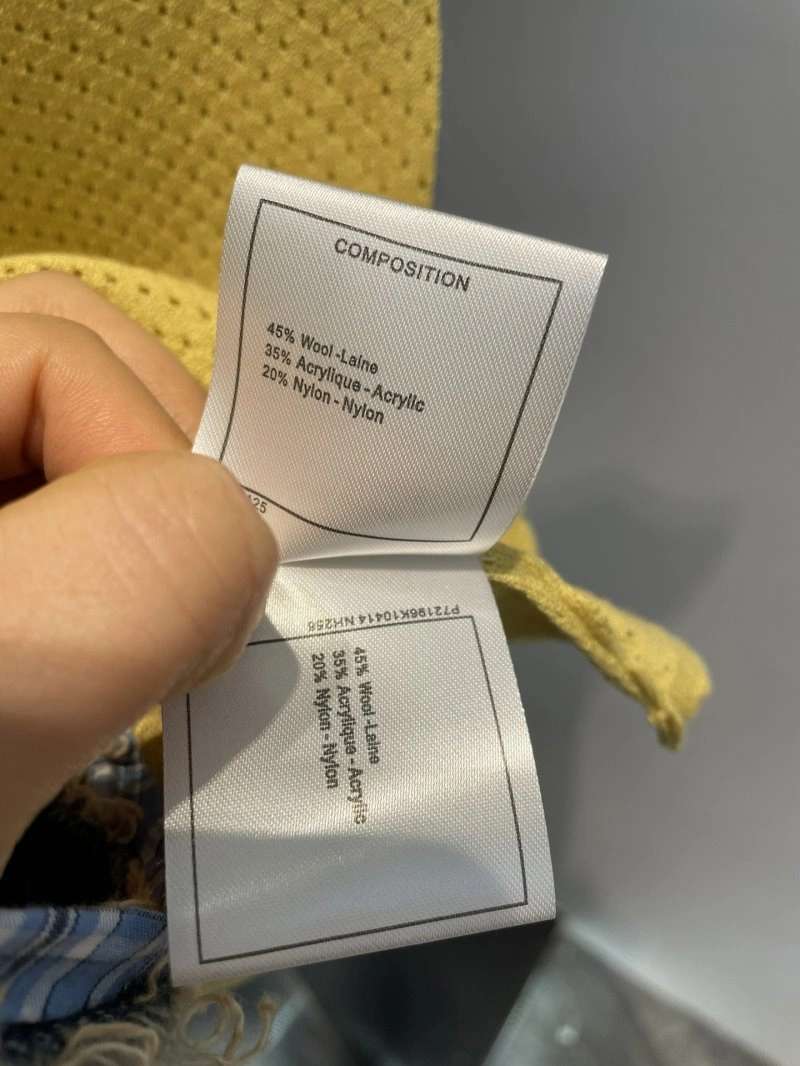 COMPOSITION
45% Wool-Laine
35% Acrylique-Acrylic
20% Nylon-Nylon
P72196K10414 NH256
45% Wool-Laine
35% Acrylique-Acrylic
20% Nylon-Nylon